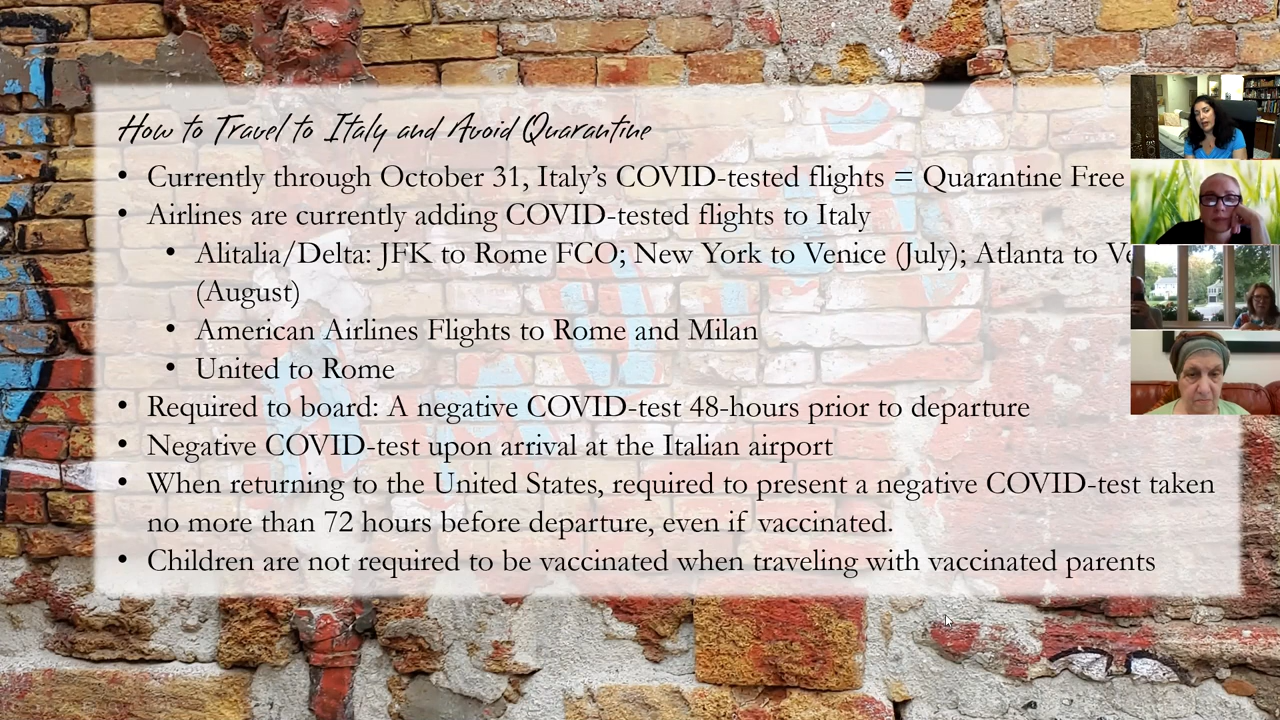 How to Travel to Italy and Avoid Quarantine
• Currently through October 31, Italy’s COVID-tested flights = Quarantine Free
• Airlines are currently adding COVID-tested flights to Italy
• Alitalia/Delta: JFK to Rome FCO; New York to Venice (July); Atlanta to
(August)
• American Airlines Flights to Rome and Milan
• United to Rome
• Required to board: A negative COVID-test 48-hours prior to departure
• Negative COVID-test upon arrival at the Italian airport
• When returning to the United States, required to present a negative COVID-test taken
no more than 72 hours before departure, even if vaccinated.
• Children are not required to be vaccinated when traveling with vaccinated parents